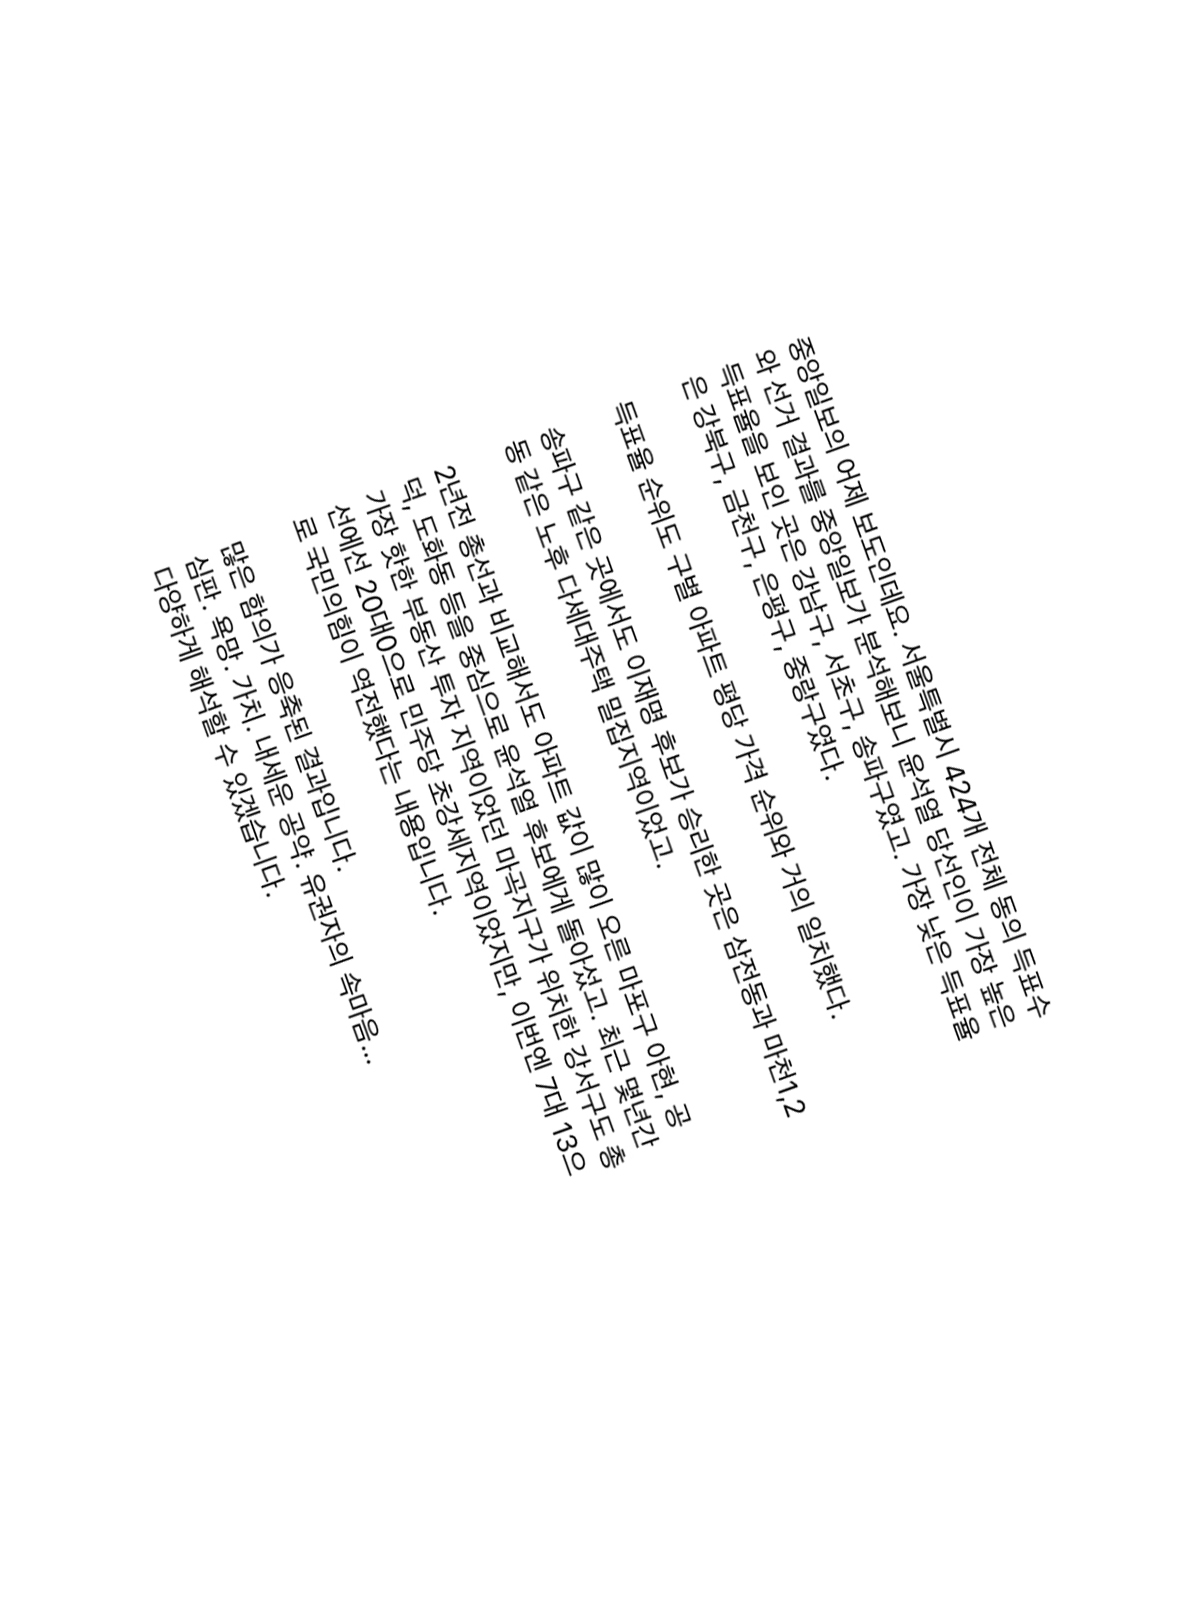 중앙일보의 어제 보도인데요. 서울특별시 424개 전체 동의 득표수
와 선거 결과를 중앙일보가 분석해보니 윤석열 당선인이 가장 높은
득표율을 보인 곳은 강남구, 서초구, 송파구였고. 가장 낮은 득표율
은 강북구, 금천구, 은평구, 중랑구였다.
득표율 순위도 구별 아파트 평당 가격 순위와 거의 일치했다.
송파구 같은 곳에서도 이재명 후보가 승리한 곳은 삼전동과 마천1,2
동 같은 노후 다세대주택 밀집지역이었고.
2년전 총선과 비교해서도 아파트 값이 많이 오른 마포구 아현, 공
덕, 도화동 등을 중심으로 윤석열 후보에게 돌아섰고. 최근 몇년간
가장 핫한 부동산 투자 지역이었던 마곡지구가 위치한 강서구도 총
선에선 20대0으로 민주당 초강세지역이었지만, 이번엔 7대 13으
로 국민의힘이 역전했다는 내용입니다.
많은 함의가 응축된 결과입니다.
심판. 욕망. 가치. 내세운 공약. 유권자의 속마음...
다양하게 해석할 수 있겠습니다.